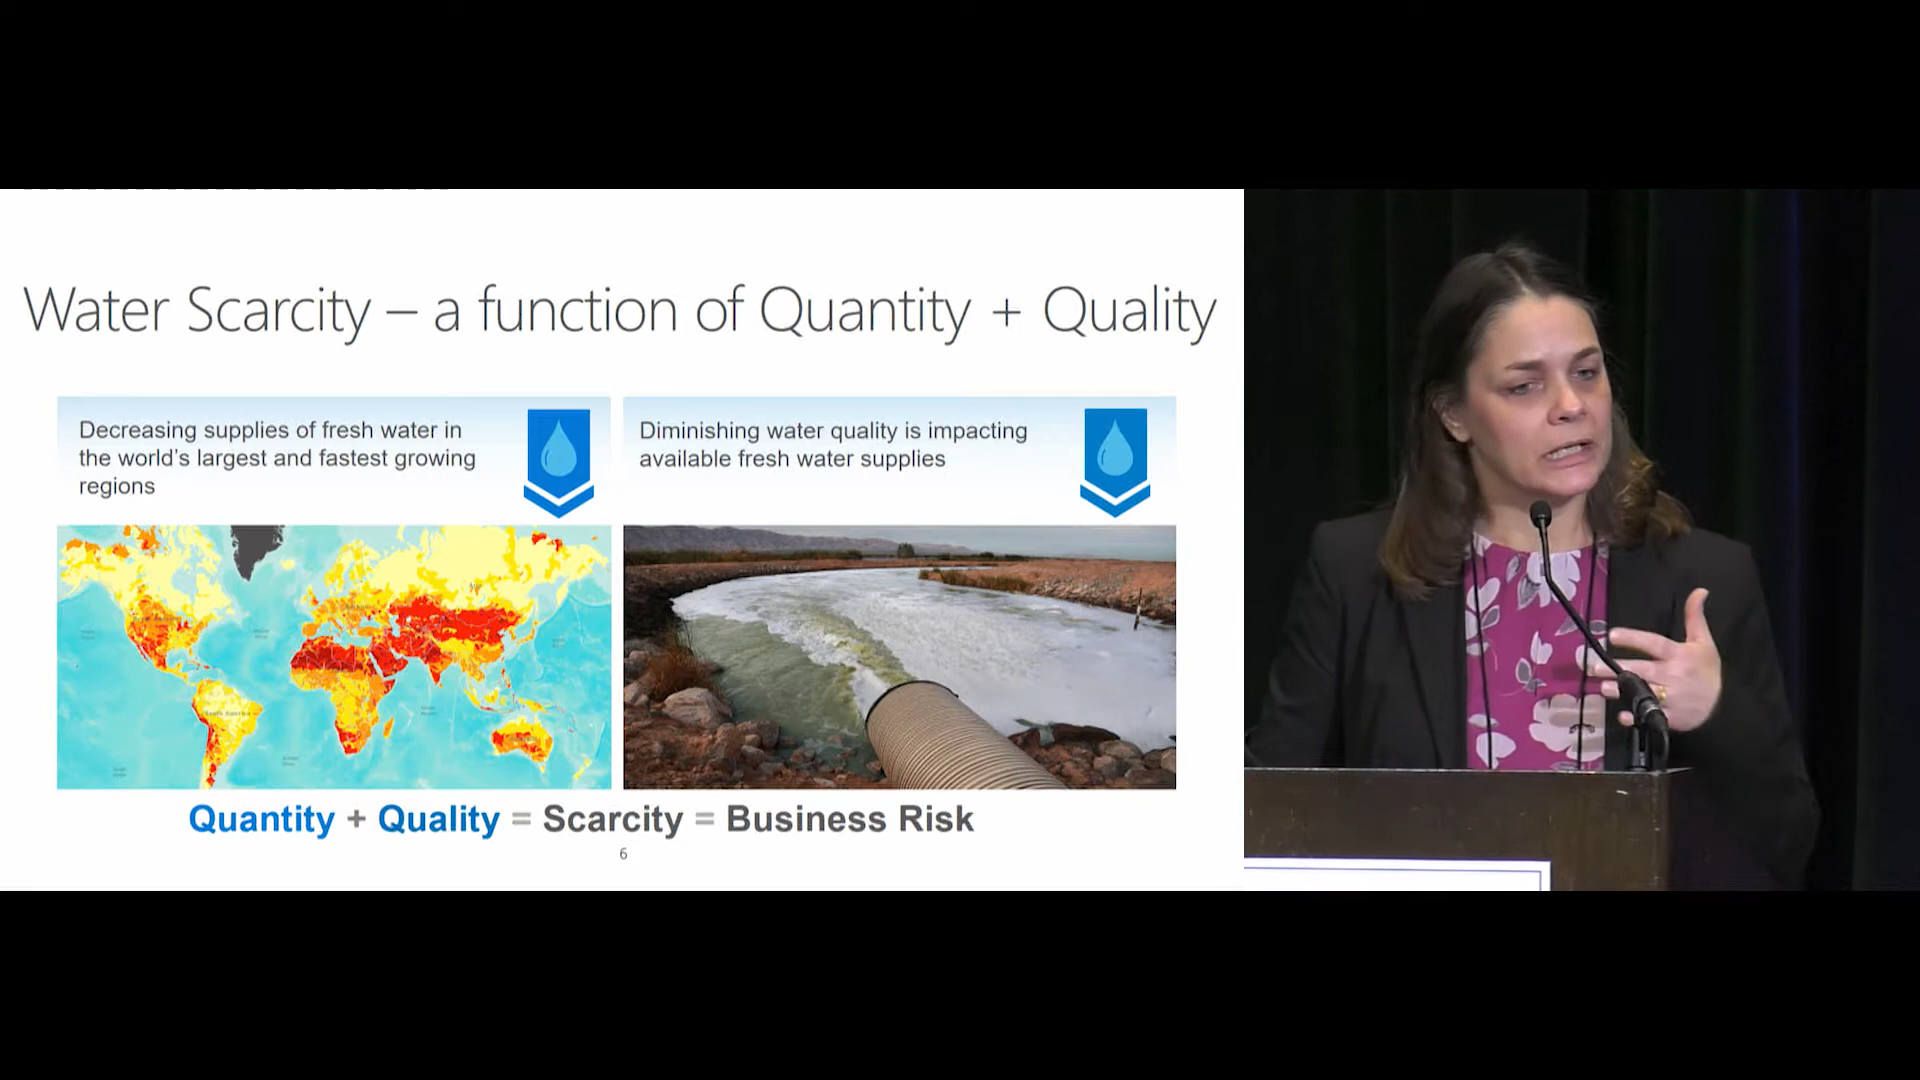 Water Scarcity – a function of Quantity + Quality
Decreasing supplies of fresh water in
the world's largest and fastest growing
regions
Diminishing water quality is impacting
available fresh water supplies
Quantity + Quality = Scarcity = Business Risk
6